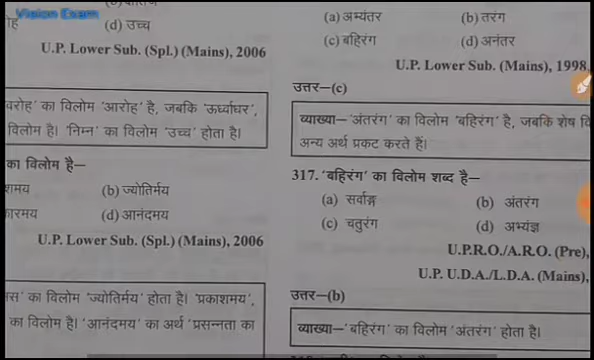 Vision Exam
(d) उच्च
U.P. Lower Sub. (Spl.) (Mains), 2006
वरोह' का विलोम 'आरोह' है, जबकि 'ऊर्ध्वाधर',
विलोम है। 'निम्न' का विलोम 'उच्च' होता है।
का विलोम है—
(b) ज्योतिर्मय
(d) आनंदमय
U.P. Lower Sub. (Spl.) (Mains), 2006
का विलोम 'ज्योतिर्मय' होता है। 'प्रकाशमय',
का विलोम है। 'आनंदमय' का अर्थ 'प्रसन्नता का
(a) अभ्यंतर (b) तरंग
(c) बहिरंग (d) अनंतर
U.P. Lower Sub. (Mains), 1998,
उत्तर—(c)
व्याख्या—'अंतरंग' का विलोम 'बहिरंग' है, जबकि शेष वि
अन्य अर्थ प्रकट करते हैं।
317. 'बहिरंग' का विलोम शब्द है—
(a) सर्वाङ्ग (b) अंतरंग
(c) चतुरंग (d) अभ्यंज्ञ
U.P.R.O./A.R.O. (Pre),
U.P. U.D.A./L.D.A. (Mains),
उत्तर—(b)
व्याख्या—'बहिरंग' का विलोम 'अंतरंग' होता है।